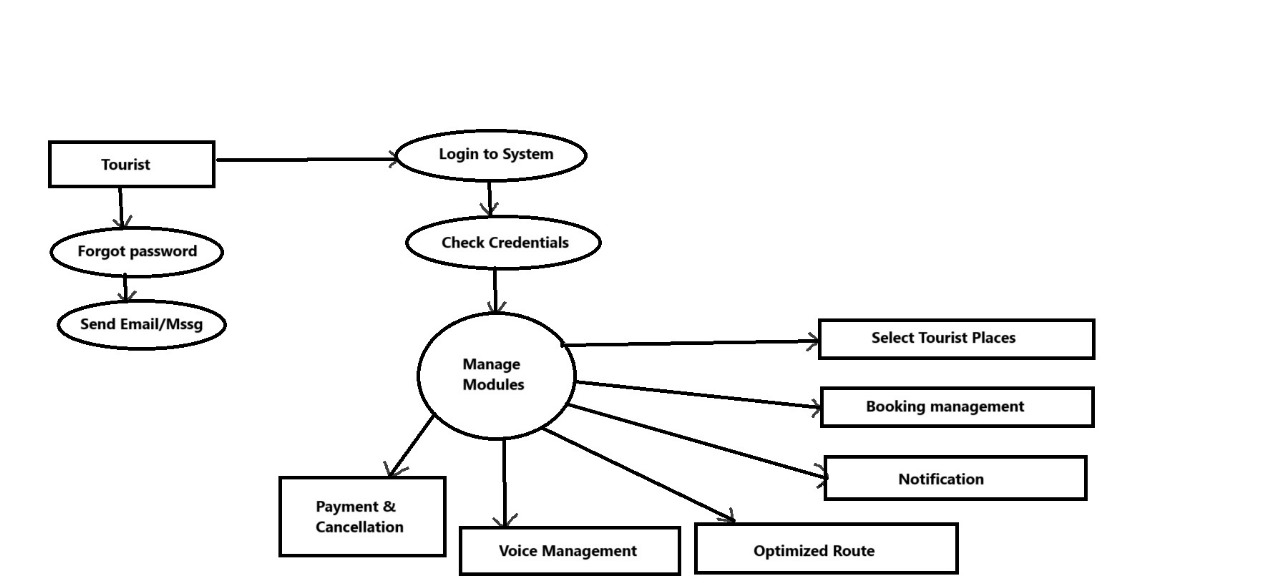 Tourist
Login to System
Forgot password
Check Credentials
Send Email/Mssg
Manage
Modules
Select Tourist Places
Booking management
Notification
Payment &
Cancellation
Voice Management
Optimized Route